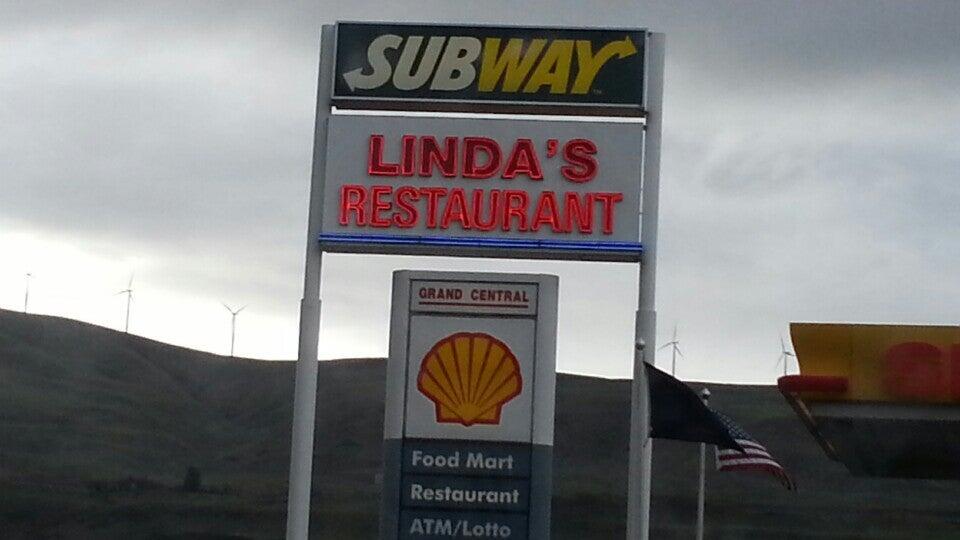 SUBWAY
LINDA'S
RESTAURANT
GRAND CENTRAL
Food Mart
Restaurant
ATM/Lotto